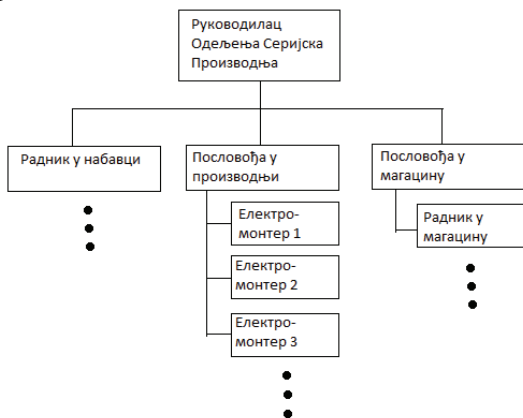 Руководилац
Одељења Серијска
Производња
Радник у набавци
Пословођа у
производњи
Електро-
монтер 1
Електро-
монтер 2
Електро-
монтер 3
Пословођа у
магацину
Радник у
магацину